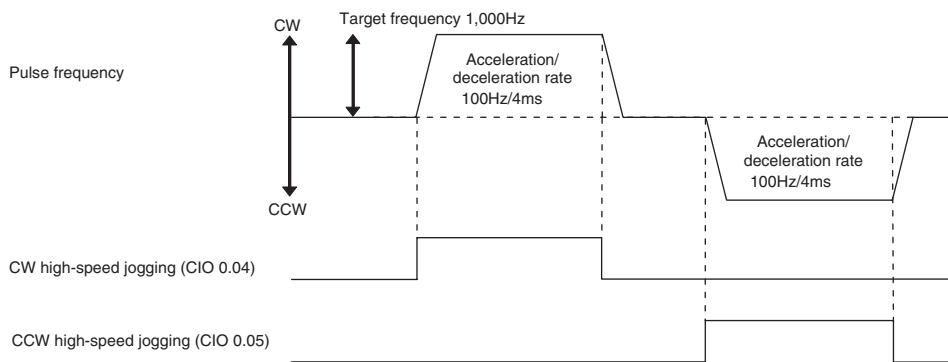 CW
Target frequency 1,000Hz
Pulse frequency
Acceleration/
deceleration rate
100Hz/4ms
Acceleration/
deceleration rate
100Hz/4ms
CCW
CW high-speed jogging (CIO 0.04)
CCW high-speed jogging (CIO 0.05)